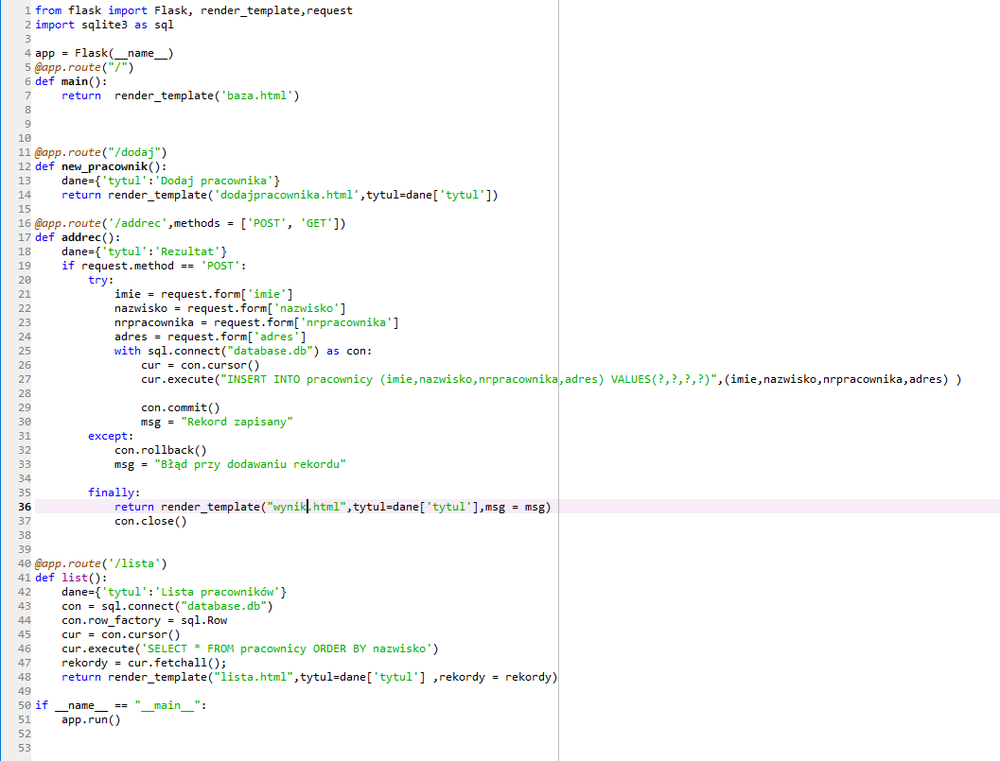 1 from flask import Flask, render_template,request
2 import sqlite3 as sql
3
4 app = Flask(__name__)
5 @app.route("/")
6 def main():
7     return  render_template('baza.html')
8
9
10
11 @app.route("/dodaj")
12 def new_pracownik():
13     dane={'tytul':'Dodaj pracownika'}
14     return render_template('dodajpracownika.html',tytul=dane['tytul'])
15
16 @app.route('/addrec',methods = ['POST', 'GET'])
17 def addrec():
18     dane={'tytul':'Rezultat'}
19     if request.method == 'POST':
20         try:
21             imie = request.form['imie']
22             nazwisko = request.form['nazwisko']
23             nrpracownika = request.form['nrpracownika']
24             adres = request.form['adres']
25             with sql.connect("database.db") as con:
26                 cur = con.cursor()
27                 cur.execute("INSERT INTO pracownicy (imie,nazwisko,nrpracownika,adres) VALUES(?,?,?,?)",(imie,nazwisko,nrpracownika,adres) )
28
29                 con.commit()
30                 msg = "Rekord zapisany"
31         except:
32             con.rollback()
33             msg = "Błąd przy dodawaniu rekordu"
34
35         finally:
36             return render_template("wynik.html",tytul=dane['tytul'],msg = msg)
37             con.close()
38
39
40 @app.route('/lista')
41 def list():
42     dane={'tytul':'Lista pracowników'}
43     con = sql.connect("database.db")
44     con.row_factory = sql.Row
45     cur = con.cursor()
46     cur.execute('SELECT * FROM pracownicy ORDER BY nazwisko')
47     rekordy = cur.fetchall();
48     return render_template("lista.html",tytul=dane['tytul'] ,rekordy = rekordy)
49
50 if __name__ == "__main__":
51     app.run()
52
53